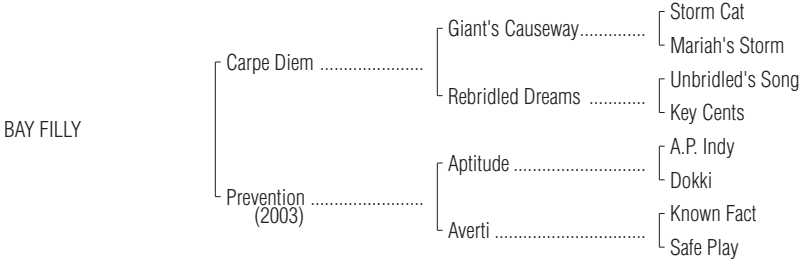 Storm Cat
Giant's Causeway..............
Mariah's Storm
Carpe Diem ......................
Unbridled's Song
Rebridled Dreams ............
Key Cents
BAY FILLY
A.P. Indy
Aptitude ............................
Dokki
Prevention ........................
(2003)
Known Fact
Averti ................................
Safe Play